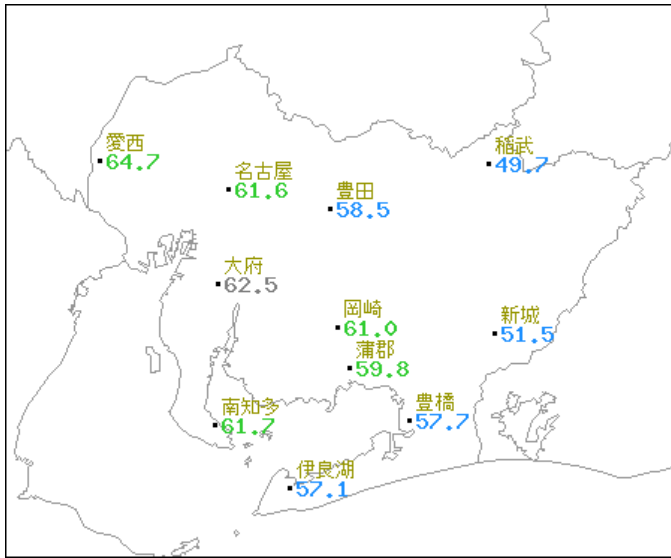 愛西
64.7
稲武
49.7
名古屋
61.6
豊田
58.5
大府
62.5
岡崎
61.0
新城
51.5
蒲郡
59.8
南知多
61.7
豊橋
57.7
伊良湖
57.1